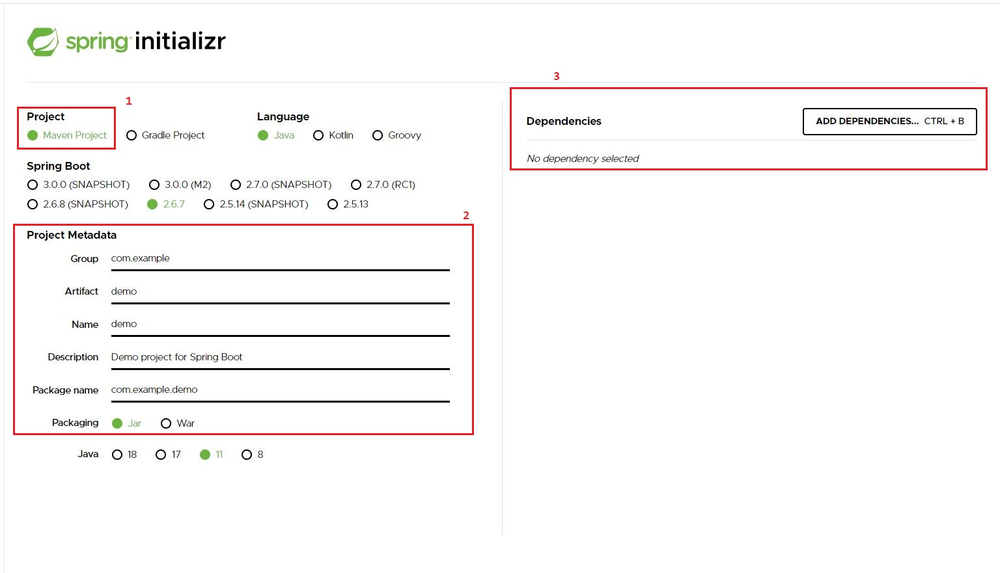 spring initializr
3
1
Project
Language
Maven Project Gradle Project
Java Kotlin Groovy
Spring Boot
3.0.0 (SNAPSHOT) 3.0.0 (M2) 2.7.0 (SNAPSHOT) 2.7.0 (RC1)
2.6.8 (SNAPSHOT) 2.6.7 2.5.14 (SNAPSHOT) 2.5.13
2
Project Metadata
Group com.example
Artifact demo
Name demo
Description Demo project for Spring Boot
Package name com.example.demo
Packaging Jar War
Java 18 17 11 8
Dependencies
ADD DEPENDENCIES... CTRL + B
No dependency selected